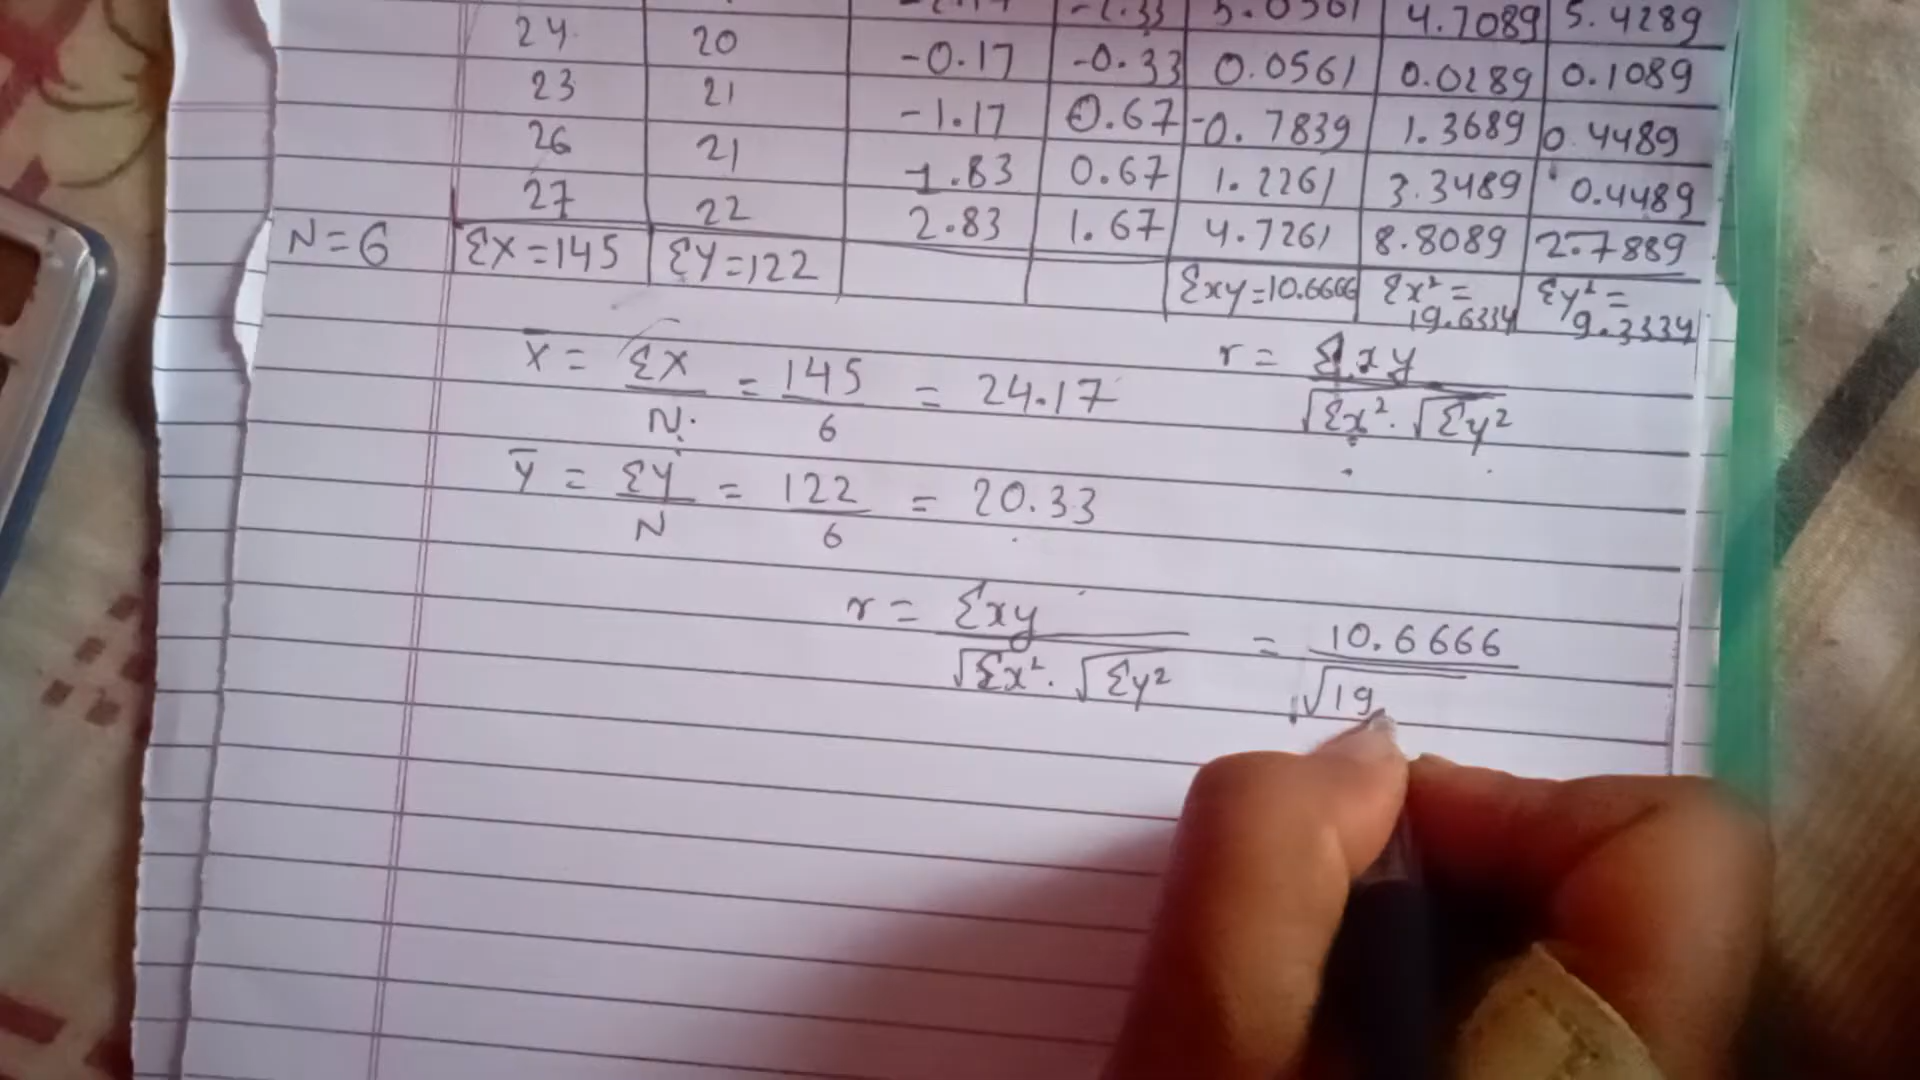 4.7089 5.4289
24 20 -0.17 -0.33 0.0561 0.0289 0.1089
23 21 -1.17 0.67 -0.7839 1.3689 0.4489
26 21 1.83 0.67 1.2261 3.3489 0.4489
27 22 2.83 1.67 4.7261 8.8089 2.7889
N=6 ΣX=145 ΣY=122 Σxy=10.6666 Σx²=19.6334 Σy²=9.3334
X̄ = ΣX/N = 145/6 = 24.17
r = Σxy/√Σx².√Σy²
Ȳ = ΣY/N = 122/6 = 20.33
r = Σxy/√Σx².√Σy² = 10.6666/√19